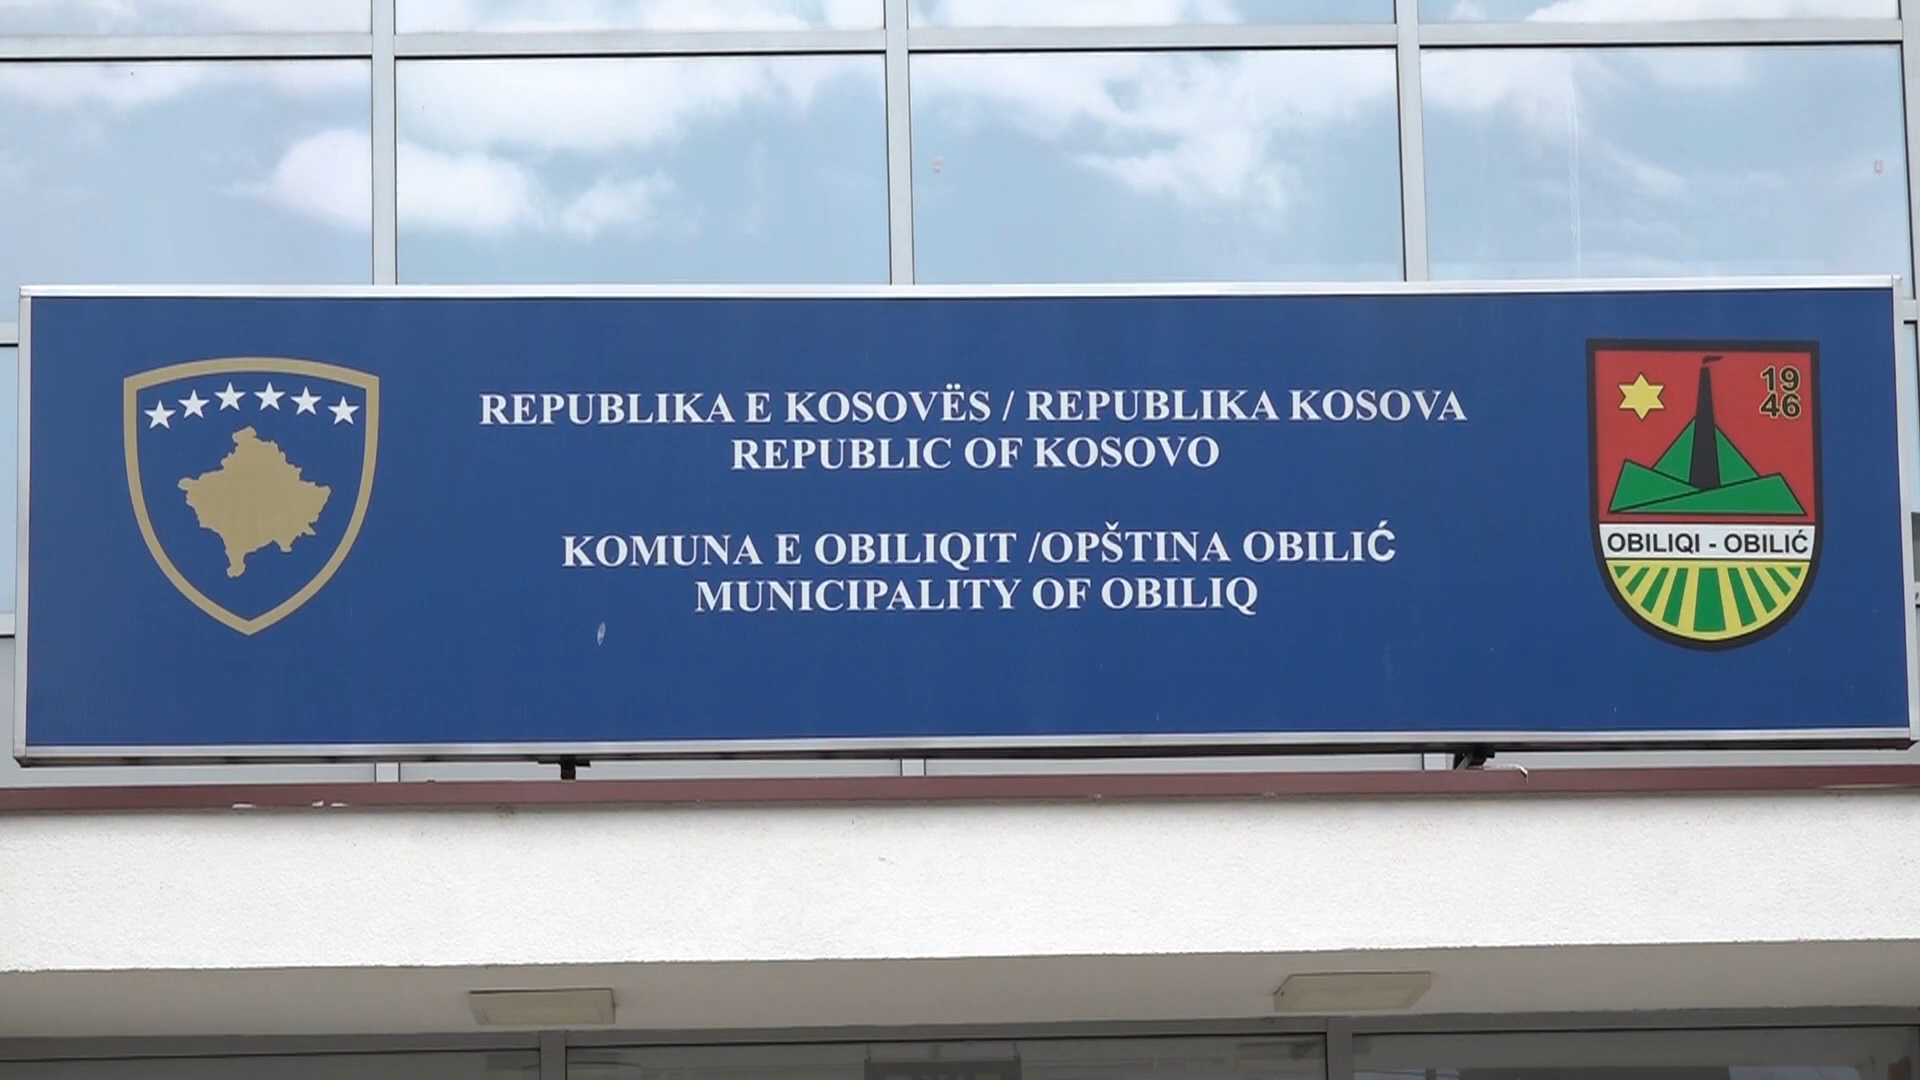 REPUBLIKA E KOSOVËS / REPUBLIKA KOSOVA
REPUBLIC OF KOSOVO
KOMUNA E OBILIQIT /OPŠTINA OBILIĆ
MUNICIPALITY OF OBILIQ
19
46
OBILIQI - OBILIĆ